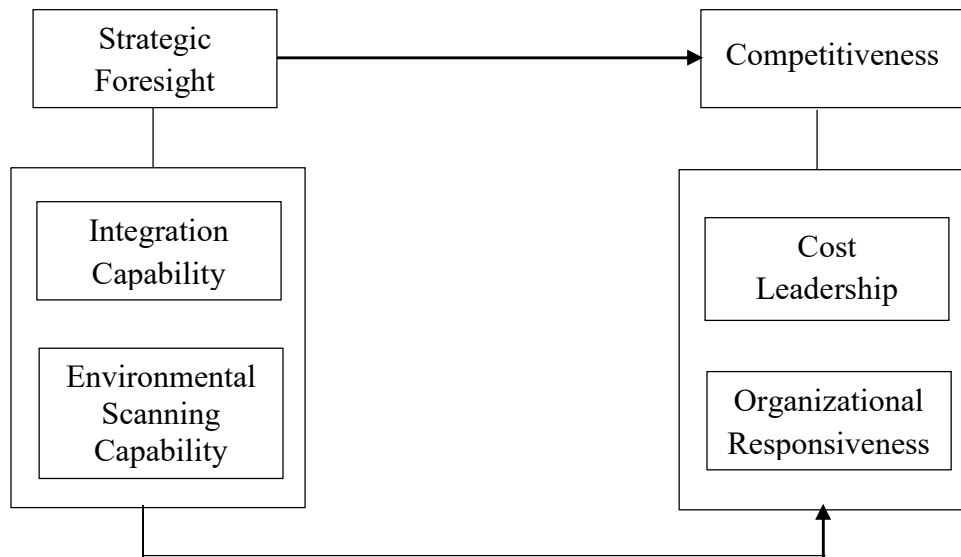 Strategic
Foresight
Competitiveness
Integration
Capability
Environmental
Scanning
Capability
Cost
Leadership
Organizational
Responsiveness